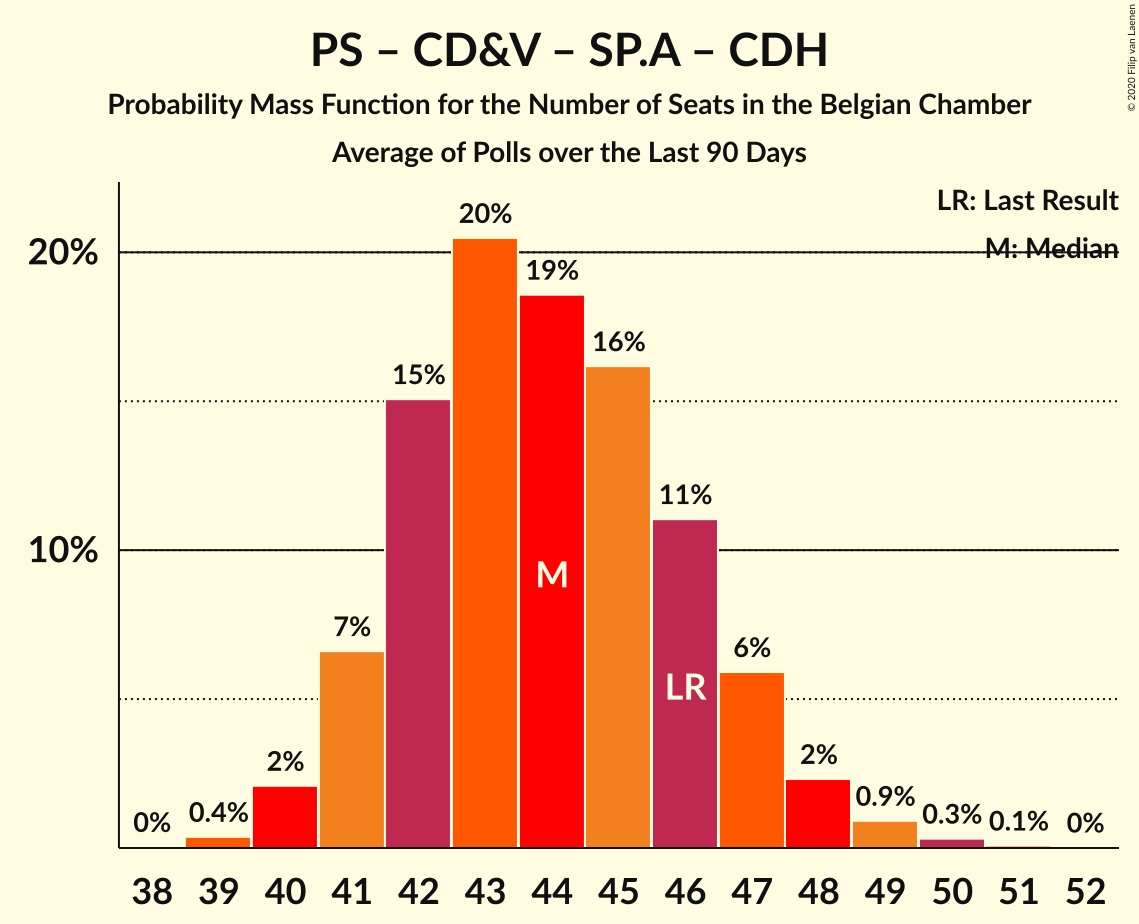 PS – CD&V – SP.A – CDH
Probability Mass Function for the Number of Seats in the Belgian Chamber
Average of Polls over the Last 90 Days
© 2020 Filip van Laenen
LR: Last Result
M: Median
20%
10%
0%
0.4%
2%
7%
15%
20%
19%
16%
11%
6%
2%
0.9%
0.3%
0.1%
0%
M
LR
38 39 40 41 42 43 44 45 46 47 48 49 50 51 52